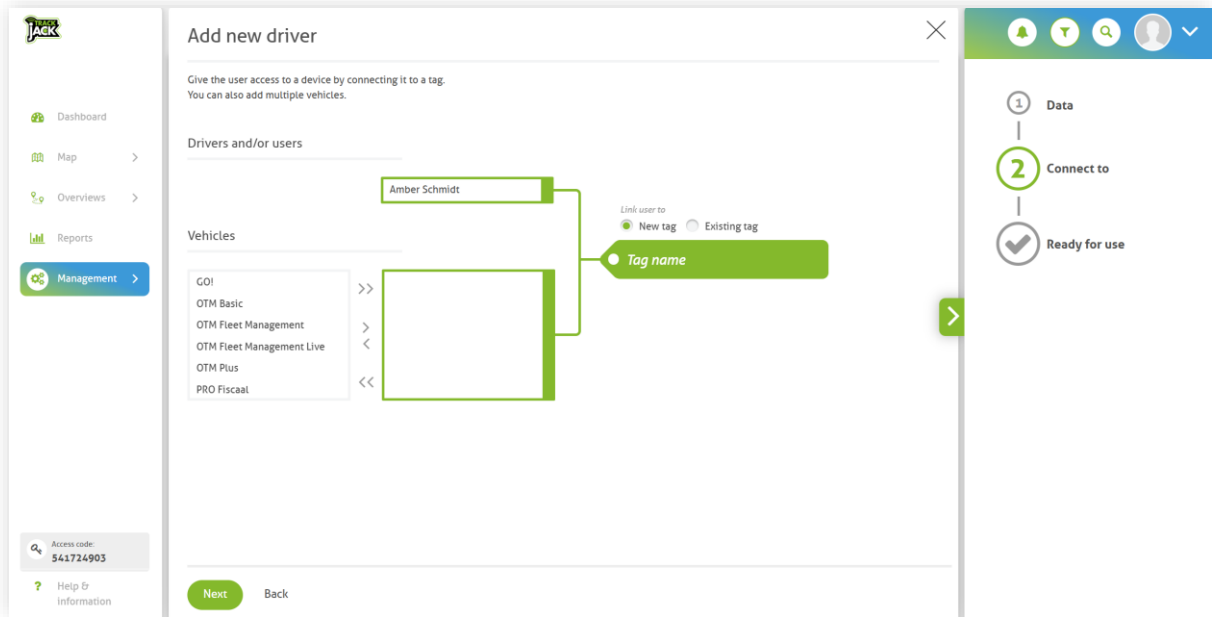 TRACK
JACK
Dashboard
Map
Overviews
Reports
Management
Access code:
541724903
Help &
information
Add new driver
Give the user access to a device by connecting it to a tag.
You can also add multiple vehicles.
Drivers and/or users
Amber Schmidt
Link user to
New tag
Existing tag
Tag name
Vehicles
GO!
OTM Basic
OTM Fleet Management
OTM Fleet Management Live
OTM Plus
PRO Fiscaal
Next
Back
1
Data
2
Connect to
Ready for use